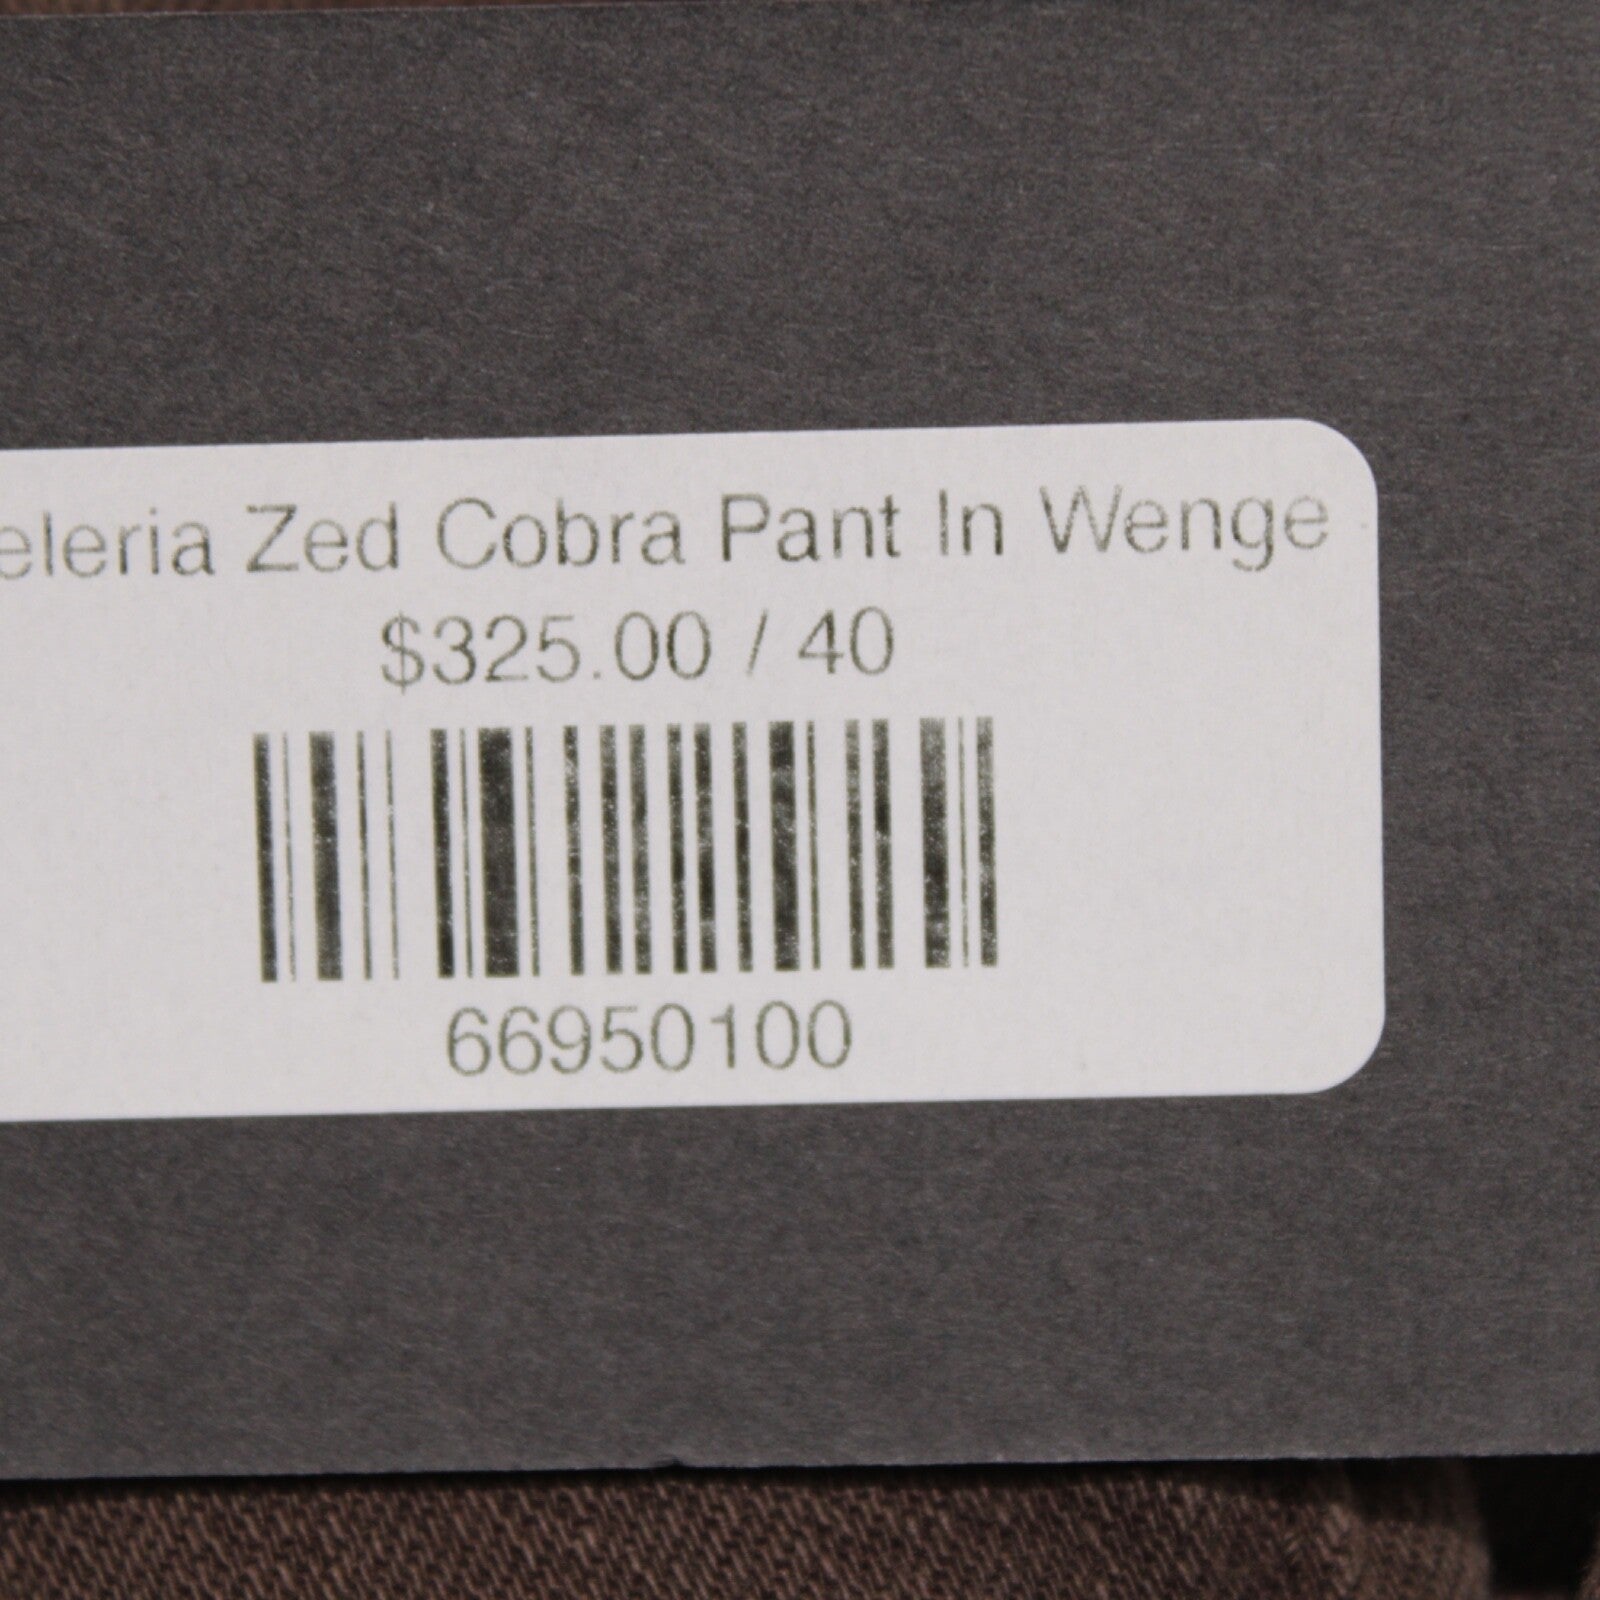 eleria Zed Cobra Pant In Wenge
$325.00 / 40
66950100